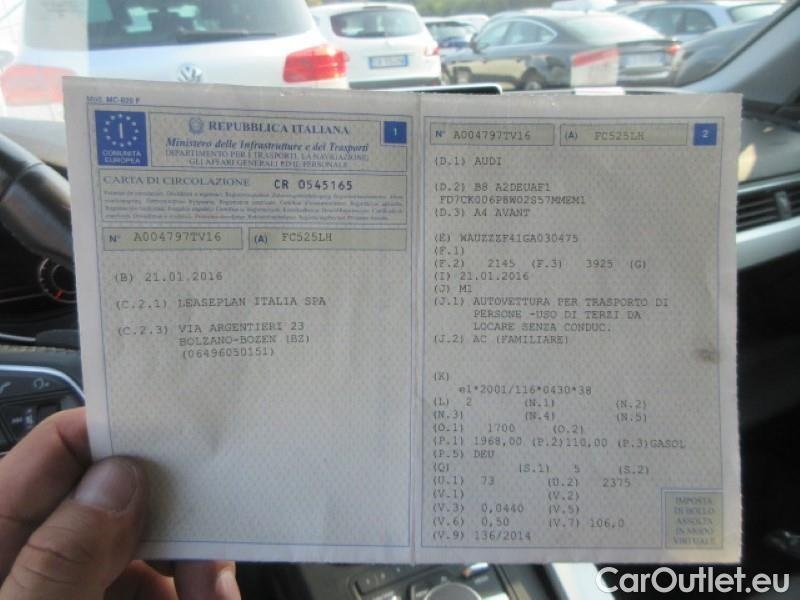 Mod. MC-820 F
I
COMUNITÀ
EUROPEA
REPUBBLICA ITALIANA
1
Ministero delle Infrastrutture e dei Trasporti
DIPARTIMENTO PER I TRASPORTI, LA NAVIGAZIONE,
GLI AFFARI GENERALI ED IL PERSONALE
CARTA DI CIRCOLAZIONE CR 0545165
N° A004797TV16 (A) FC525LH
(B) 21.01.2016
(C.2.1) LEASEPLAN ITALIA SPA
(C.2.3) VIA ARGENTIERI 23
BOLZANO-BOZEN (BZ)
(06496050151)
N° A004797TV16 (A) FC525LH 2
(D.1) AUDI
(D.2) B8 A2DEUAF1
FD7CK006P8W02S57MMEM1
(D.3) A4 AVANT
(E) WAUZZZF41GA030475
(F.1)
(F.2) 2145 (F.3) 3925 (G)
(I) 21.01.2016
(J) M1
(J.1) AUTOVETTURA PER TRASPORTO DI
PERSONE -USO DI TERZI DA
LOCARE SENZA CONDUC.
(J.2) AC (FAMILIARE)
(K)
e1*2001/116*0430*38
(L) 2 (N.1) (N.2)
(N.3) (N.4) (N.5)
(O.1) 1700 (O.2)
(P.1) 1968,00 (P.2)110,00 (P.3)GASOL
(P.5) DEU
(Q) (S.1) 5 (S.2)
(U.1) 73 (U.2) 2375
(V.1) (V.2)
(V.3) 0,0440 (V.5)
(V.6) 0,50 (V.7) 106,0
(V.9) 136/2014
IMPOSTA
DI BOLLO
ASSOLTA
IN MODO
VIRTUALE
CarOutlet.eu